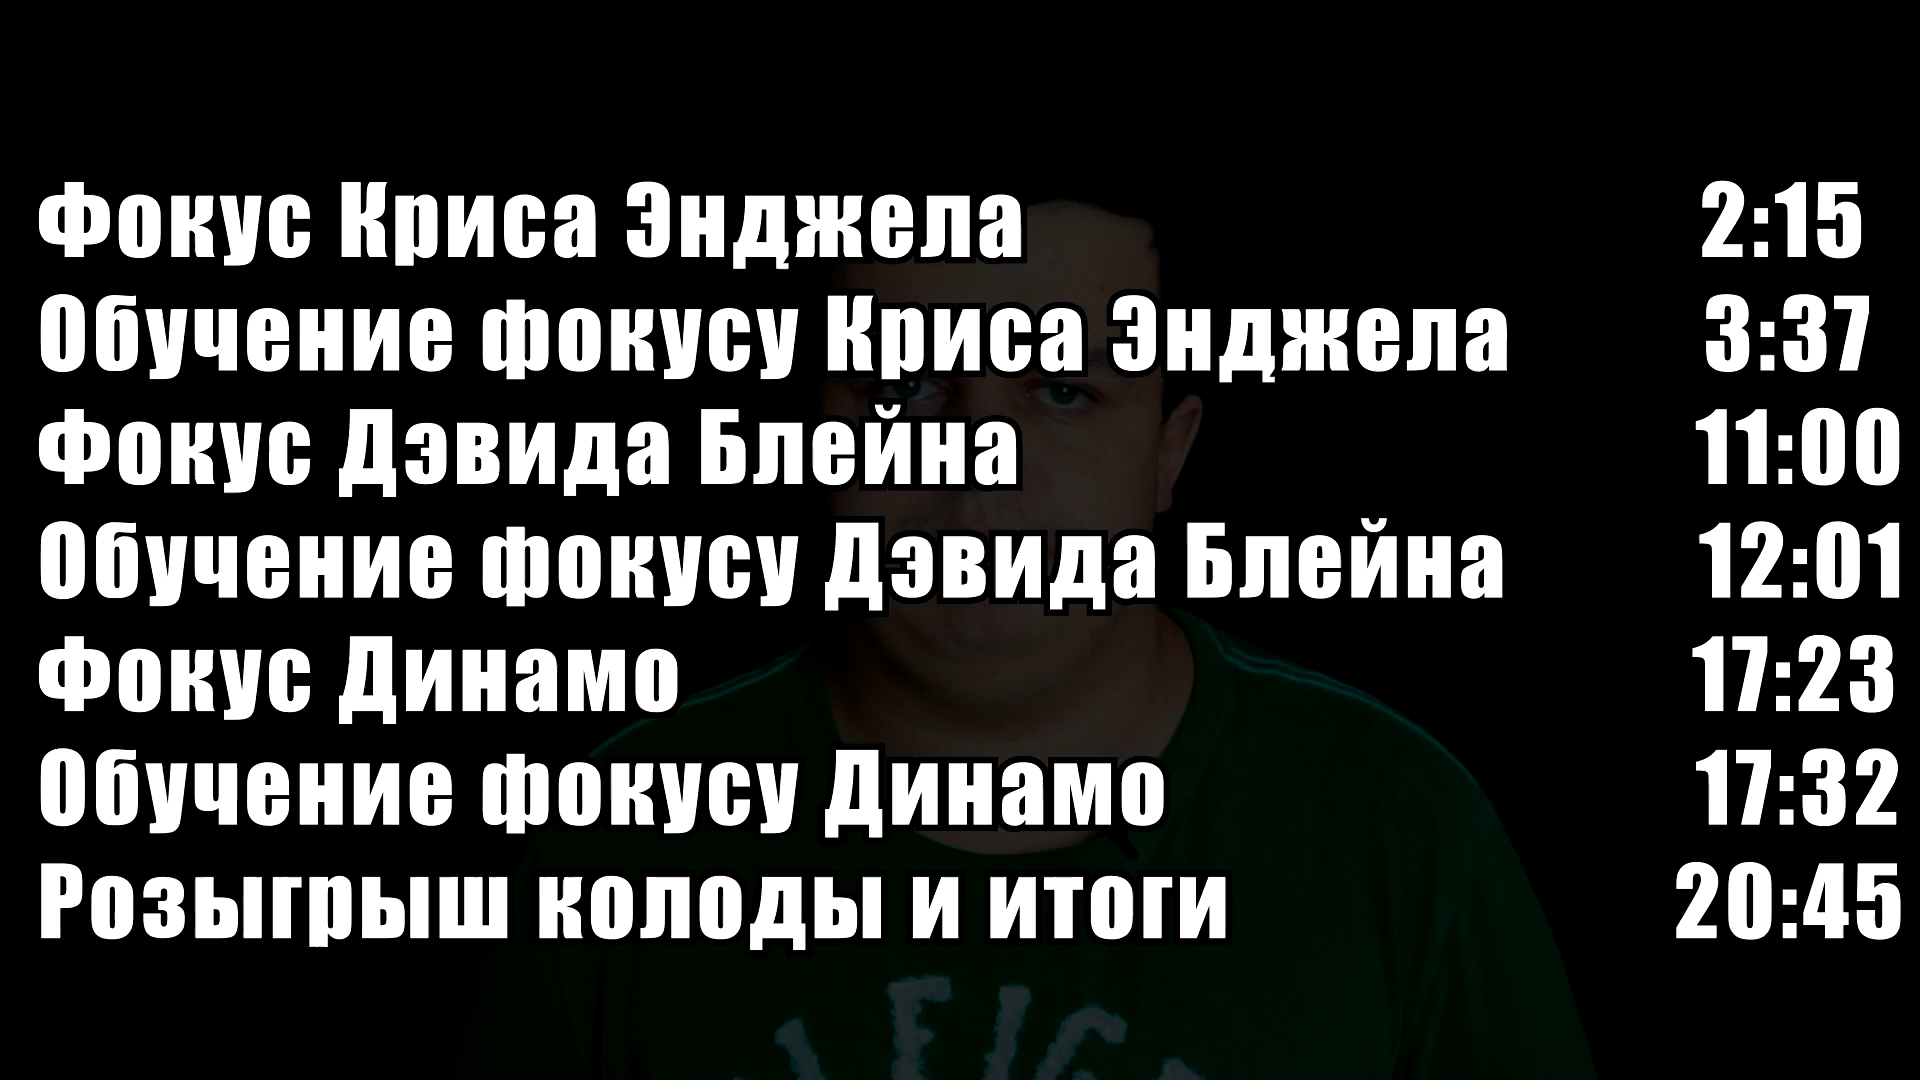 Фокус Криса Энджела 2:15
Обучение фокусу Криса Энджела 3:37
Фокус Дэвида Блейна 11:00
Обучение фокусу Дэвида Блейна 12:01
Фокус Динамо 17:23
Обучение фокусу Динамо 17:32
Розыгрыш колоды и итоги 20:45